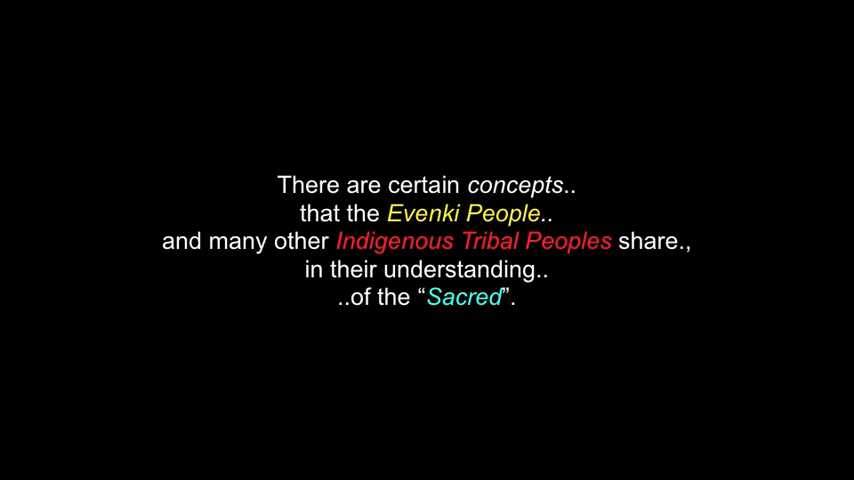 There are certain concepts..
that the Evenki People..
and many other Indigenous Tribal Peoples share.,
in their understanding..
..of the “Sacred”.